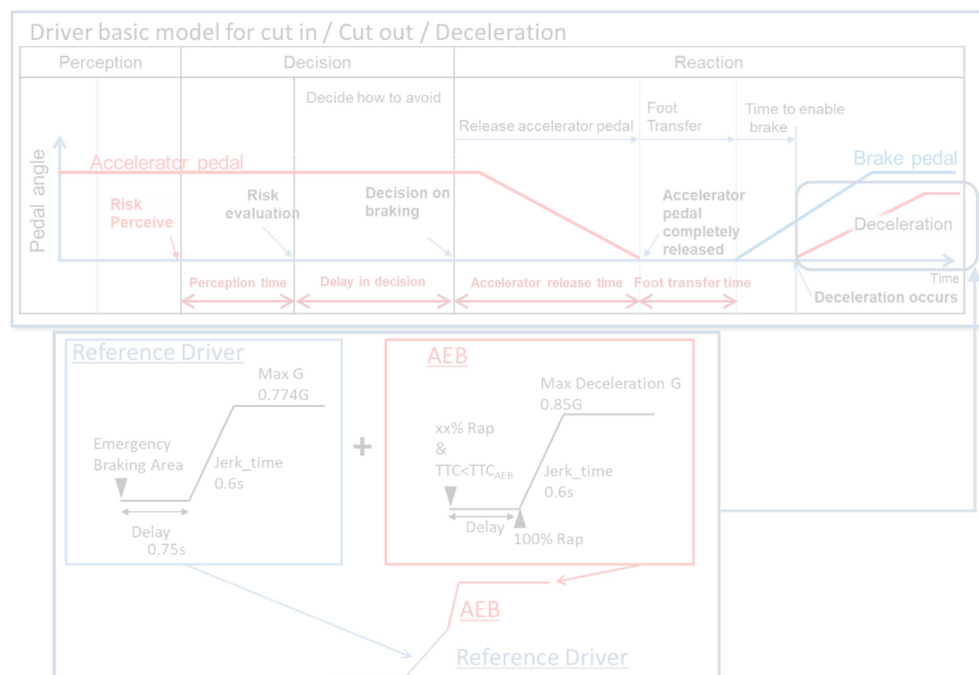 Driver basic model for cut in / Cut out / Deceleration
Perception
Decision
Reaction
Decide how to avoid
Release accelerator pedal
Foot
Transfer
Time to enable
brake
Pedal angle
Accelerator pedal
Brake pedal
Risk
Perceive
Risk
evaluation
Decision on
braking
Accelerator
pedal
completely
released
Deceleration
Time
Perception time
Delay in decision
Accelerator release time
Foot transfer time
Deceleration occurs
Reference Driver
Max G
0.774G
Emergency
Braking Area
Jerk_time
0.6s
Delay
0.75s
+
AEB
Max Deceleration G
0.85G
xx% Rap
&
TTC<TTCAEB
Jerk_time
0.6s
Delay
100% Rap
AEB
Reference Driver